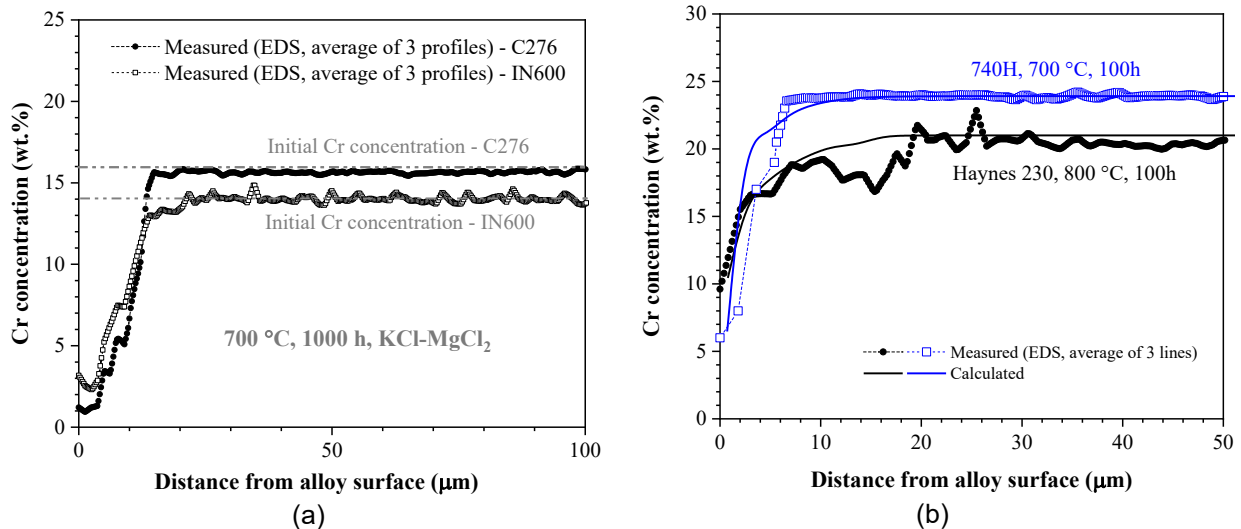 Cr concentration (wt.%)
25
20
15
10
5
0
Measured (EDS, average of 3 profiles) - C276
Measured (EDS, average of 3 profiles) - IN600
Initial Cr concentration - C276
Initial Cr concentration - IN600
700 °C, 1000 h, KCl-MgCl₂
0
50
100
Distance from alloy surface (μm)
(a)
Cr concentration (wt.%)
30
25
20
15
10
5
0
740H, 700 °C, 100h
Haynes 230, 800 °C, 100h
Measured (EDS, average of 3 lines)
Calculated
0
10
20
30
40
50
Distance from alloy surface (μm)
(b)